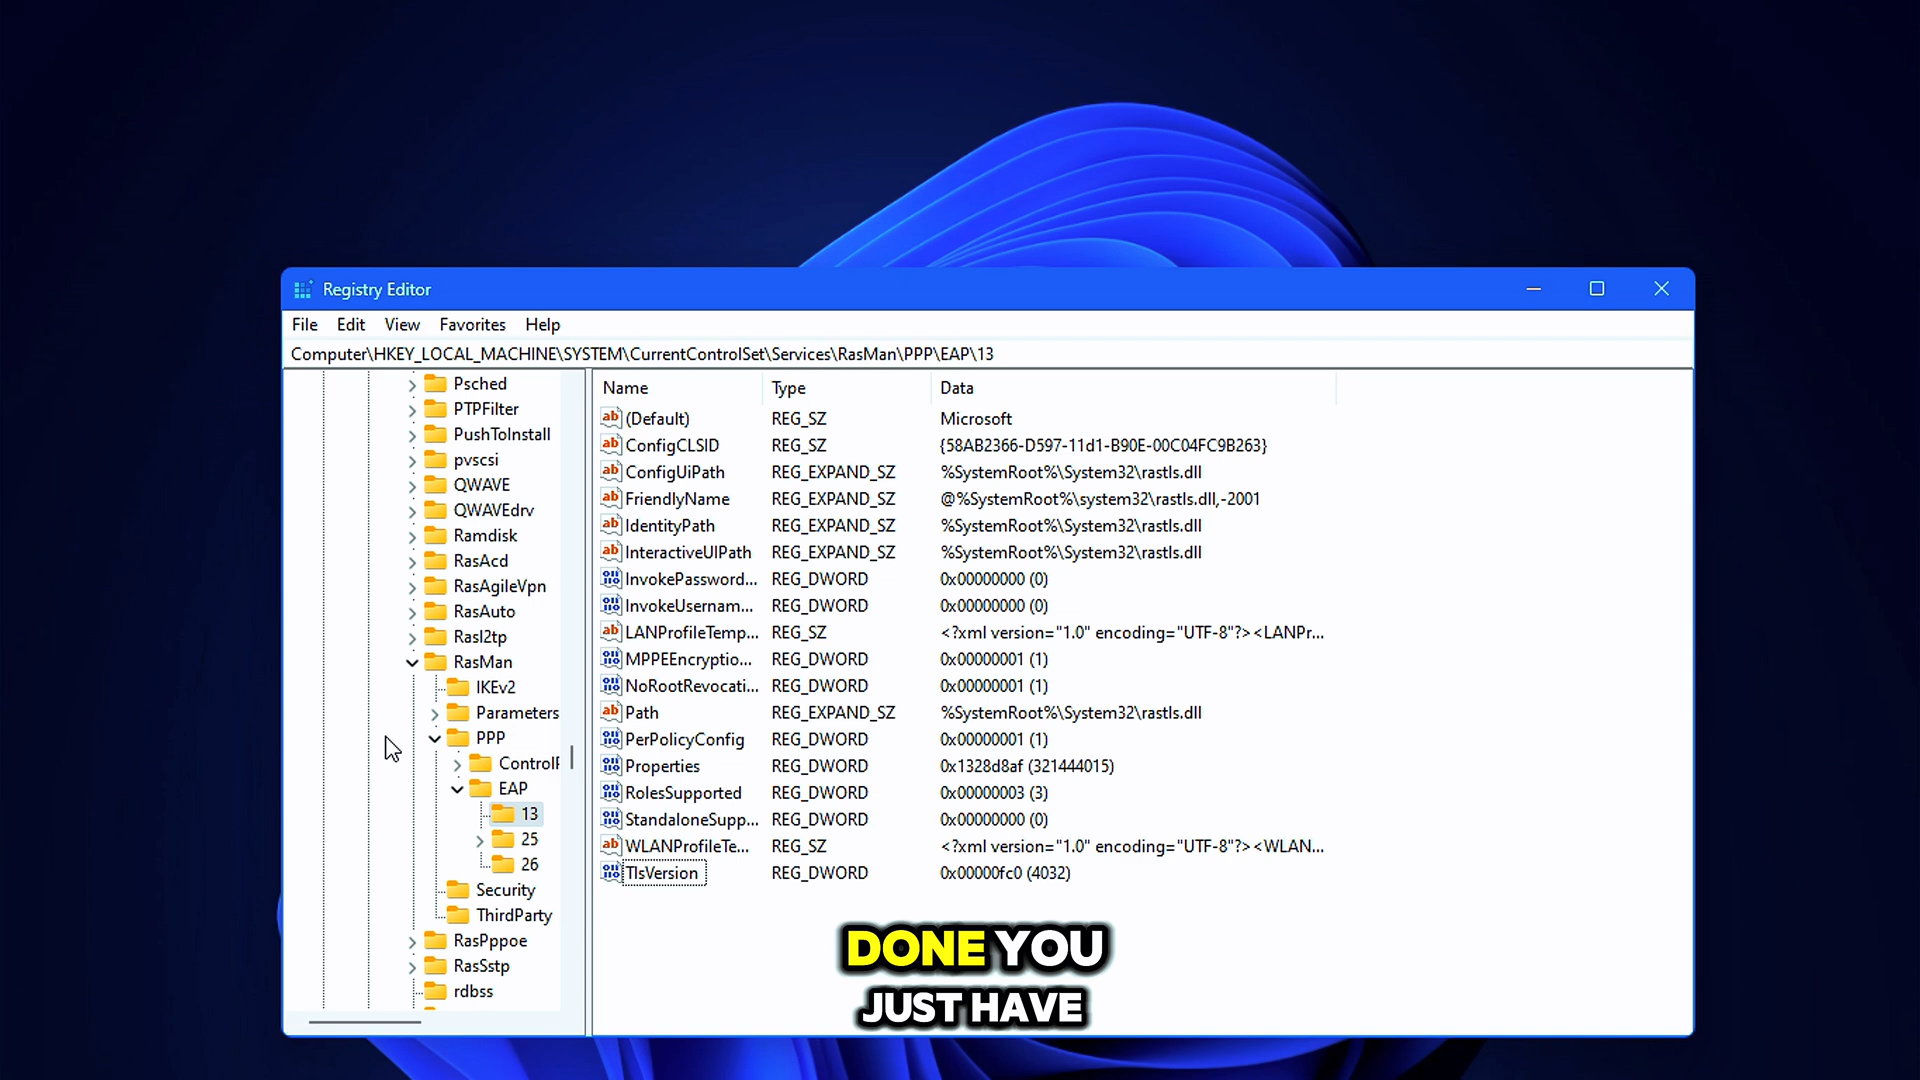 Registry Editor
File Edit View Favorites Help
Computer\HKEY_LOCAL_MACHINE\SYSTEM\CurrentControlSet\Services\RasMan\PPP\EAP\13
Psched
PTPFilter
PushToInstall
pvscsi
QWAVE
QWAVEdrv
Ramdisk
RasAcd
RasAgileVpn
RasAuto
Rasl2tp
RasMan
IKEv2
Parameters
PPP
ControlP
EAP
13
25
26
Security
ThirdParty
RasPppoe
RasSstp
rdbss
Name Type Data
(Default) REG_SZ Microsoft
ConfigCLSID REG_SZ {58AB2366-D597-11d1-B90E-00C04FC9B263}
ConfigUiPath REG_EXPAND_SZ %SystemRoot%\System32\rastls.dll
FriendlyName REG_EXPAND_SZ @%SystemRoot%\system32\rastls.dll,-2001
IdentityPath REG_EXPAND_SZ %SystemRoot%\System32\rastls.dll
InteractiveUIPath REG_EXPAND_SZ %SystemRoot%\System32\rastls.dll
InvokePassword... REG_DWORD 0x00000000 (0)
InvokeUsernam... REG_DWORD 0x00000000 (0)
LANProfileTemp... REG_SZ <?xml version="1.0" encoding="UTF-8"?><LANPr...
MPPEEncryptio... REG_DWORD 0x00000001 (1)
NoRootRevocati... REG_DWORD 0x00000001 (1)
Path REG_EXPAND_SZ %SystemRoot%\System32\rastls.dll
PerPolicyConfig REG_DWORD 0x00000001 (1)
Properties REG_DWORD 0x1328d8af (321444015)
RolesSupported REG_DWORD 0x00000003 (3)
StandaloneSupp... REG_DWORD 0x00000000 (0)
WLANProfileTe... REG_SZ <?xml version="1.0" encoding="UTF-8"?><WLAN...
TlsVersion REG_DWORD 0x00000fc0 (4032)
DONE YOU
JUST HAVE